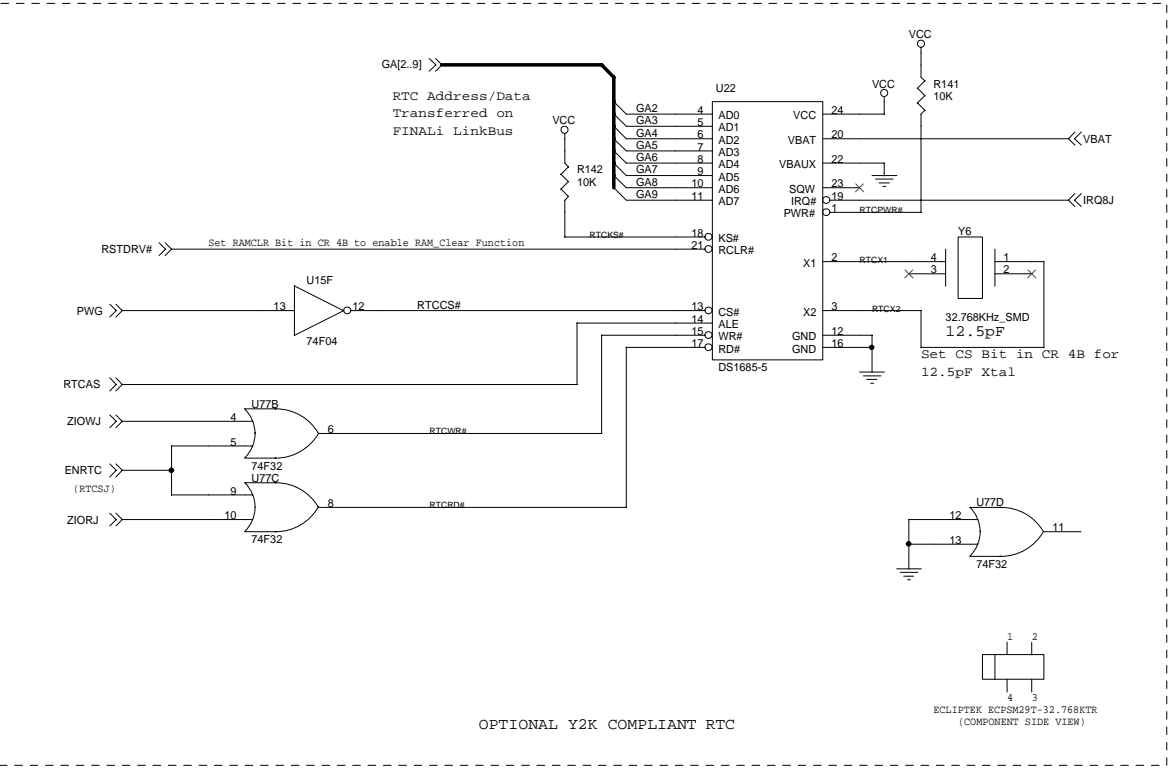 VCC
GA[2..9]
VCC
R141
10K
RTC Address/Data
Transferred on
FINALi LinkBus
U22
VCC
R142
10K
GA2 4 AD0
GA3 5 AD1
GA4 6 AD2
GA5 7 AD3
GA6 8 AD4
GA7 9 AD5
GA8 10 AD6
GA9 11 AD7
VCC 24
VBAT 20 VBAT
VBAUX 22
SQW 23
IRQ# 19 IRQ8J
PWR# 1 RTCPWR#
RTCKS# 18 KS#
RSTDRV# Set RAMCLR Bit in CR 4B to enable RAM_Clear Function 21 RCLR#
Y6
X1 2 RTCX1 4 1
3 2
U15F
PWG 13 12 RTCCS# 13 CS#
74F04
14 ALE
15 WR#
17 RD#
X2 3 RTCX2
32.768KHz_SMD
12.5pF
GND 12
GND 16
DS1685-5
Set CS Bit in CR 4B for
12.5pF Xtal
RTCAS
U77B
ZIOWJ 4
5 6 RTCWR#
74F32
ENRTC
(RTCSJ)
U77C
9 8 RTCRD#
ZIORJ 10
74F32
U77D
12
13 11
74F32
1 2
4 3
ECLIPTEK ECPSM29T-32.768KTR
(COMPONENT SIDE VIEW)
OPTIONAL Y2K COMPLIANT RTC